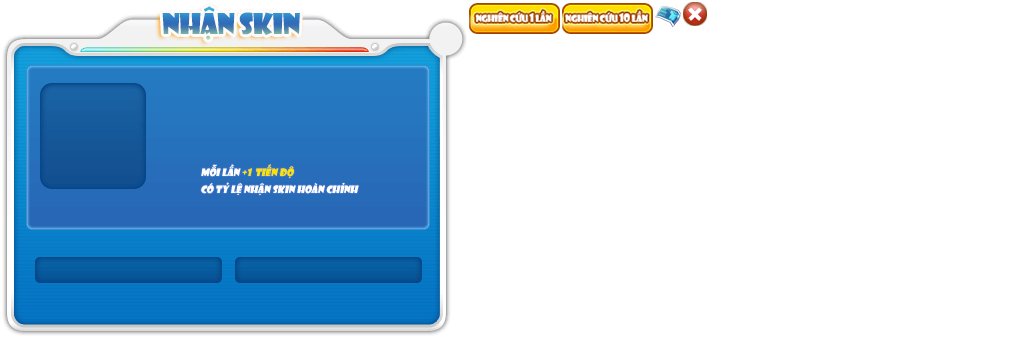 NHẬN SKIN
NGHIÊN CỨU 1 LẦN
NGHIÊN CỨU 10 LẦN
MỖI LẦN +1 TIẾN ĐỘ
CÓ TỶ LỆ NHẬN SKIN HOÀN CHỈNH